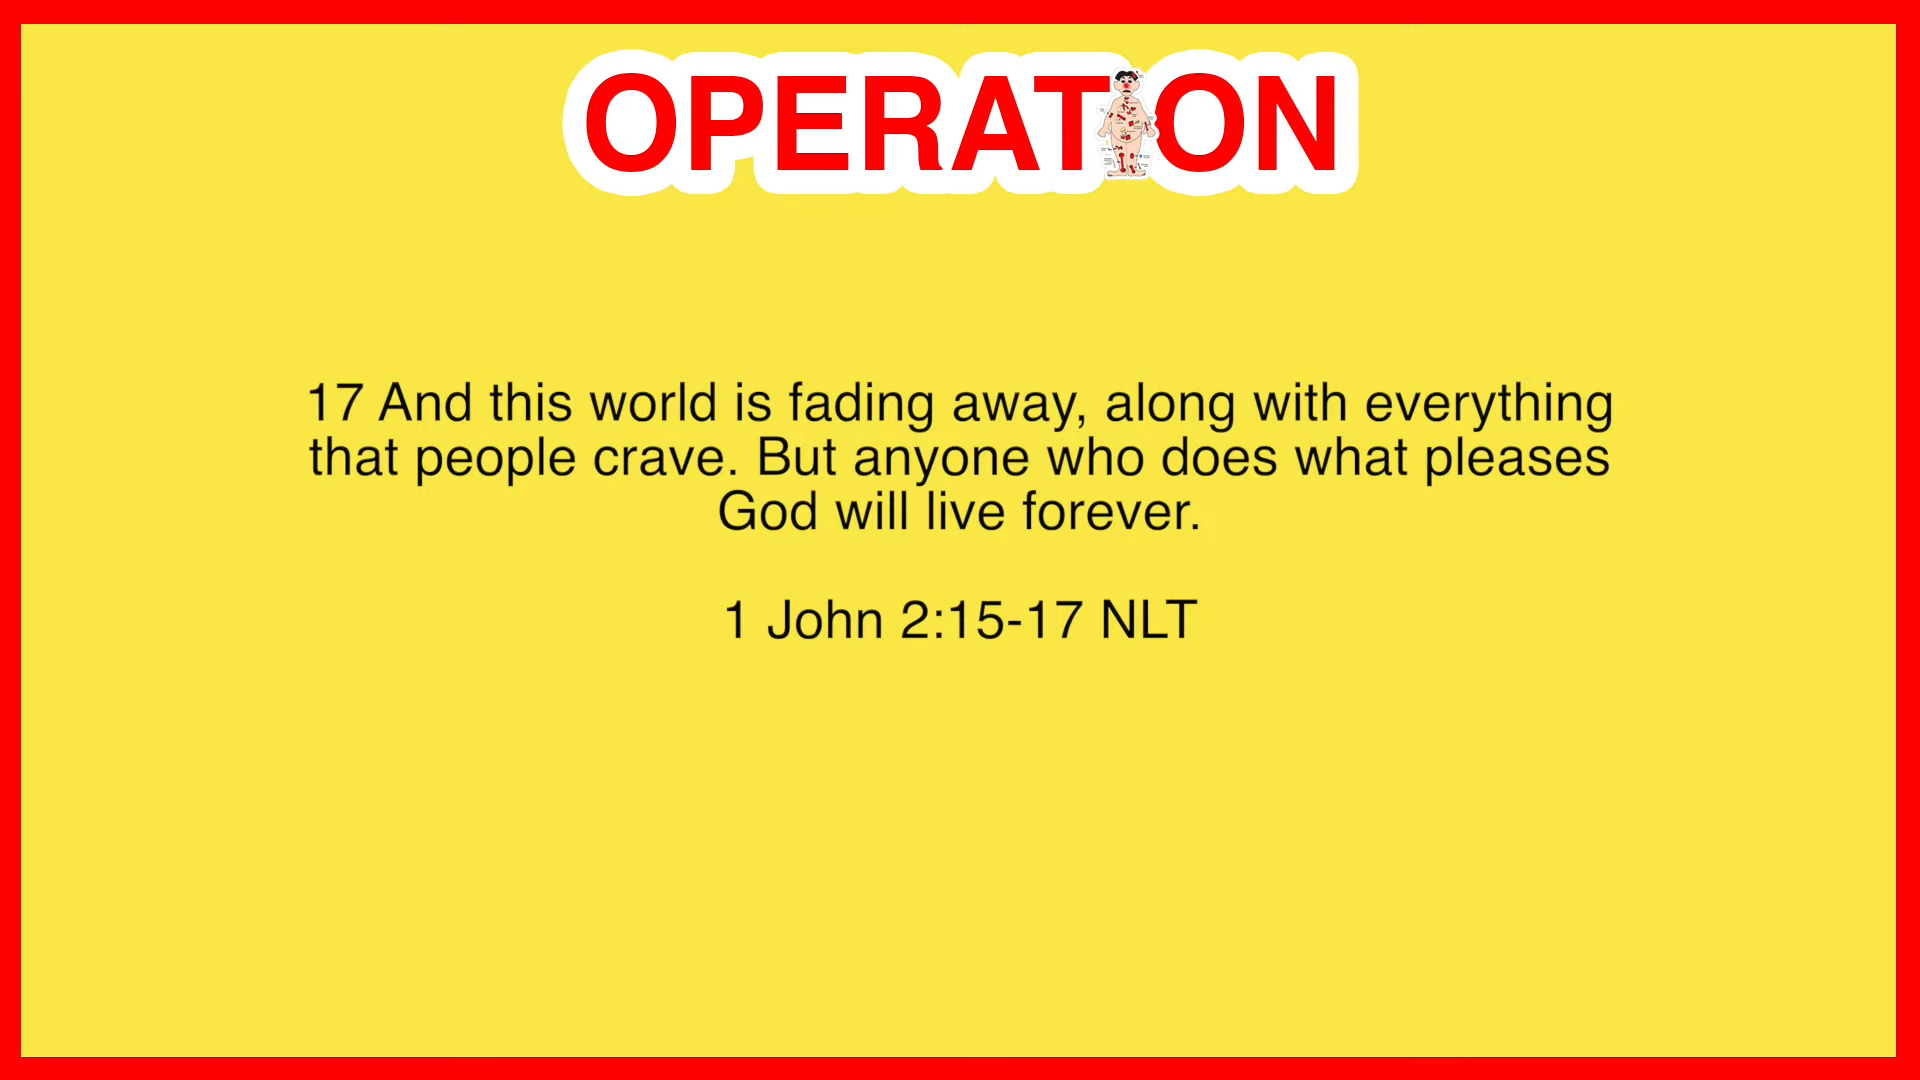 OPERATION
17 And this world is fading away, along with everything
that people crave. But anyone who does what pleases
God will live forever.
1 John 2:15-17 NLT